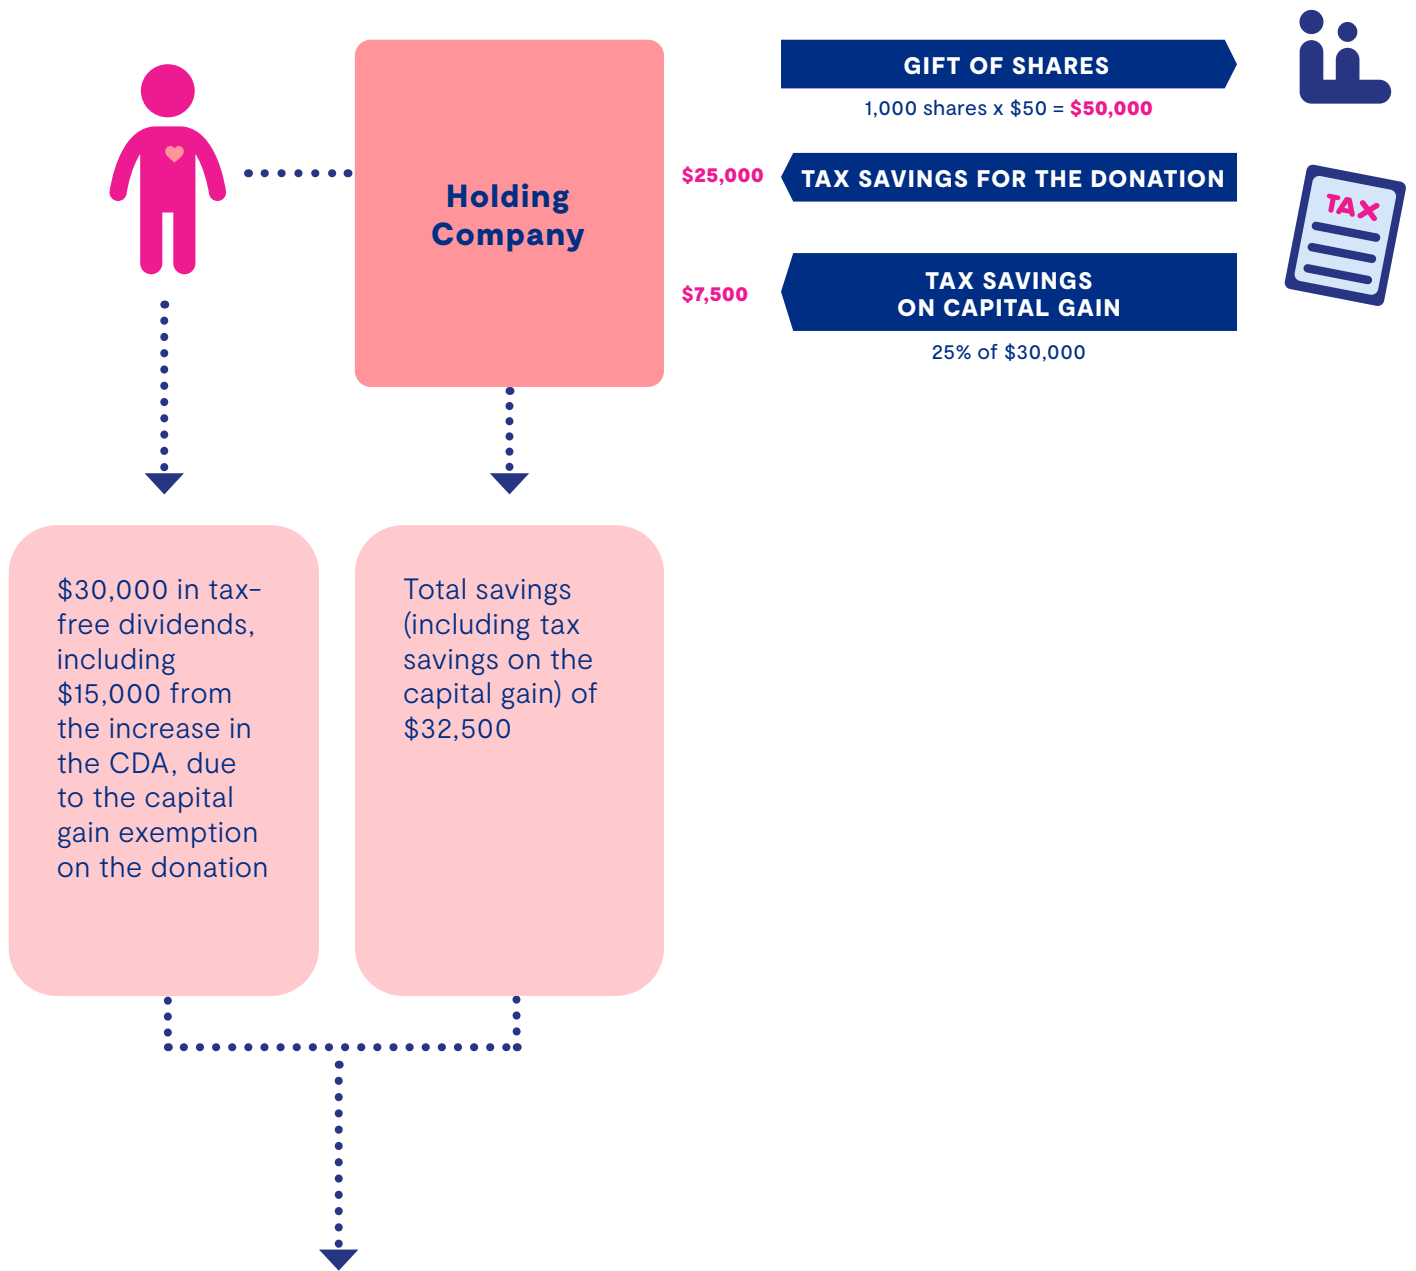 GIFT OF SHARES
1,000 shares x $50 = $50,000
Holding
Company
$25,000
TAX SAVINGS FOR THE DONATION
TAX
$7,500
TAX SAVINGS
ON CAPITAL GAIN
25% of $30,000
$30,000 in tax-
free dividends,
including
$15,000 from
the increase in
the CDA, due
to the capital
gain exemption
on the donation
Total savings
(including tax
savings on the
capital gain) of
$32,500